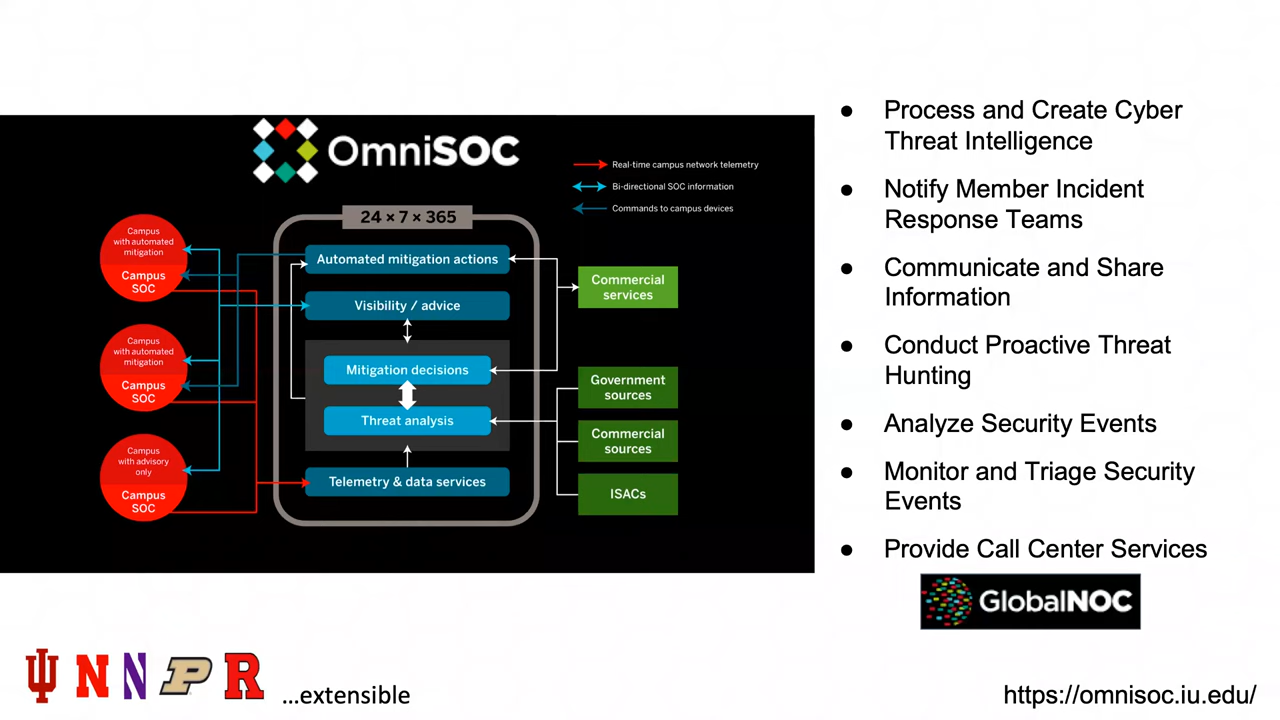 OmniSOC
Real-time campus network telemetry
Bi-directional SOC information
Commands to campus devices
24 × 7 × 365
Campus
with automated
mitigation
Campus
SOC
Campus
with automated
mitigation
Campus
SOC
Campus
with advisory
only
Campus
SOC
Automated mitigation actions
Visibility / advice
Mitigation decisions
Threat analysis
Telemetry & data services
Commercial
services
Government
sources
Commercial
sources
ISACs
● Process and Create Cyber
Threat Intelligence
● Notify Member Incident
Response Teams
● Communicate and Share
Information
● Conduct Proactive Threat
Hunting
● Analyze Security Events
● Monitor and Triage Security
Events
● Provide Call Center Services
GlobalNOC
N N P R
...extensible
https://omnisoc.iu.edu/